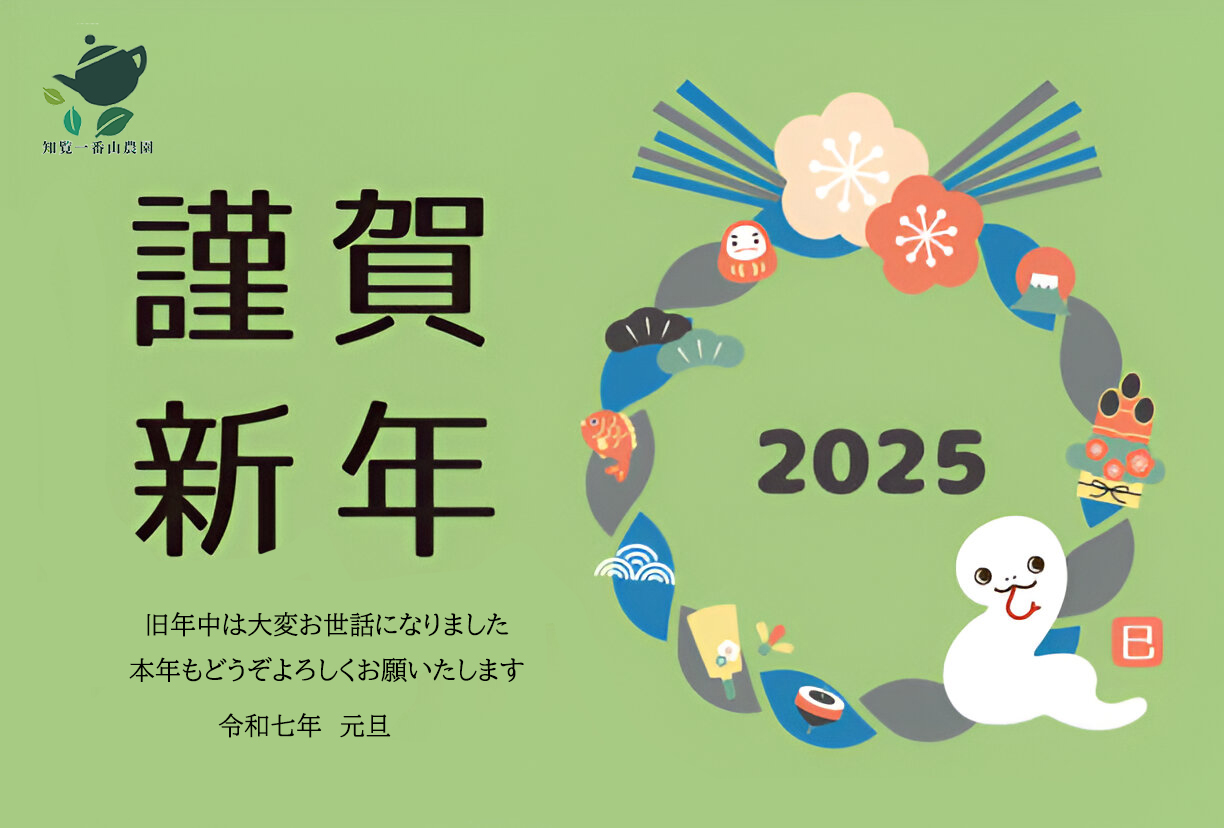 知覧一番山農園
謹賀
新年
旧年中は大変お世話になりました
本年もどうぞよろしくお願いたします
令和七年 元旦
2025
巳